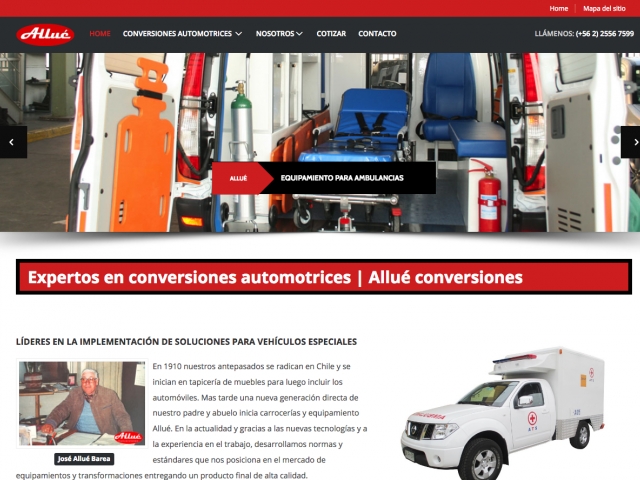 Home Mapa del sitio
Allué HOME CONVERSIONES AUTOMOTRICES NOSOTROS COTIZAR CONTACTO LLÁMENOS: (+56 2) 2556 7599
ALLUÉ EQUIPAMIENTO PARA AMBULANCIAS
Expertos en conversiones automotrices | Allué conversiones
LÍDERES EN LA IMPLEMENTACIÓN DE SOLUCIONES PARA VEHÍCULOS ESPECIALES
En 1910 nuestros antepasados se radican en Chile y se
inician en tapicería de muebles para luego incluir los
automóviles. Mas tarde una nueva generación directa de
nuestro padre y abuelo inicia carrocerías y equipamiento
Allué. En la actualidad y gracias a las nuevas tecnologías y a
la experiencia en el trabajo, desarrollamos normas y
estándares que nos posiciona en el mercado de
equipamientos y transformaciones entregando un producto final de alta calidad.
Allué
José Allué Barea